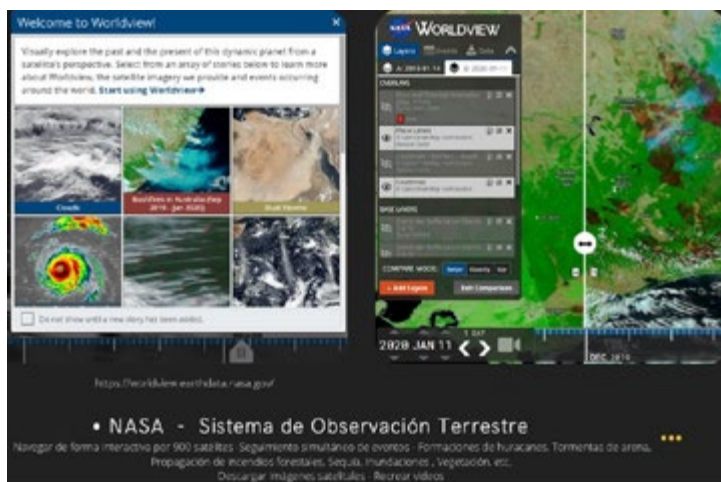 Welcome to Worldview!
Visually explore the past and the present of this dynamic planet from a
satellite's perspective. Select from an array of stories below to learn more
about Worldview, the satellite imagery we provide and events occurring
around the world. Start using Worldview
Clouds
Bushfires in Australia (Sep
2019 - Jan 2020)
Dust Storms
Do not show until a new story has been added.
NASA
WORLDVIEW
Layers
Events
Data
OVERLAYS
Place Labels
BASE LAYERS
COMPARE MODE:
Swipe
Opacity
Spy
+ Add Layers
Exit Comparison
1 DAY
2020 JAN 11
DEC 2019
https://worldview.earthdata.nasa.gov/
• NASA - Sistema de Observación Terrestre
Navegar de forma interactiva por 900 satélites - Seguimiento simultáneo de eventos - Formaciones de huracanes, Tormentas de arena,
Propagación de incendios forestales, Sequía, Inundaciones , Vegetación, etc.
Descargar imágenes satelitales - Recrear videos